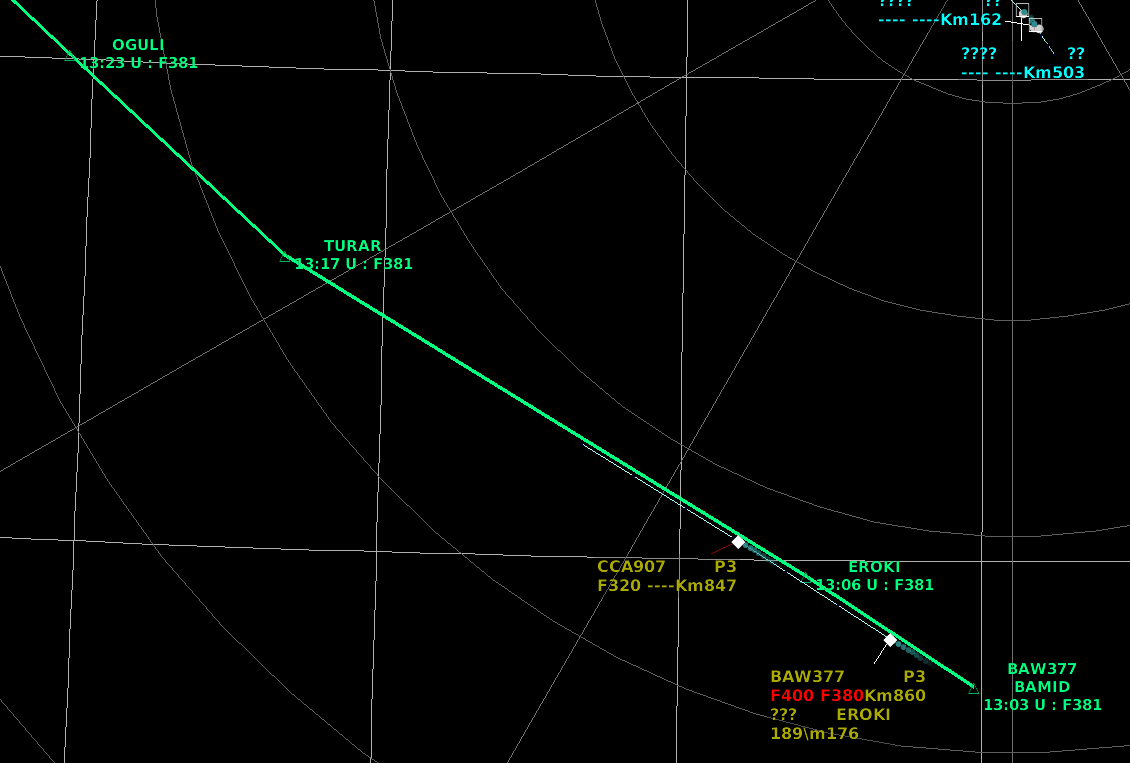 ???? ??
---- ----Km162
???? ??
---- ----Km503
OGULI
13:23 U : F381
TURAR
13:17 U : F381
CCA907 P3
F320 ----Km847
EROKI
13:06 U : F381
BAW377 P3
F400 F380Km860
??? EROKI
189\m176
BAW377
BAMID
13:03 U : F381